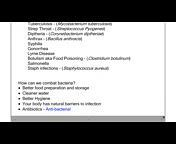 Tuberculosis - (Mycobacterium tuberculosis)
Strep Throat - (Streptococcus Pyogenes)
Diptheria - (Corynebacterium diptheriae)
Anthrax - (Bacillus anthracis)
Syphilis
Gonorrhea
Lyme Disease
Botulism aka Food Poisoning - (Clostridium botulinum)
Salmonella
Staph infections - (Staphylococcus aureus)
How can we combat bacteria?
● Better food preparation and storage
● Cleaner water
● Better Hygiene
● Your body has natural barriers to infection
● Antibiotics - Anti-bacterial